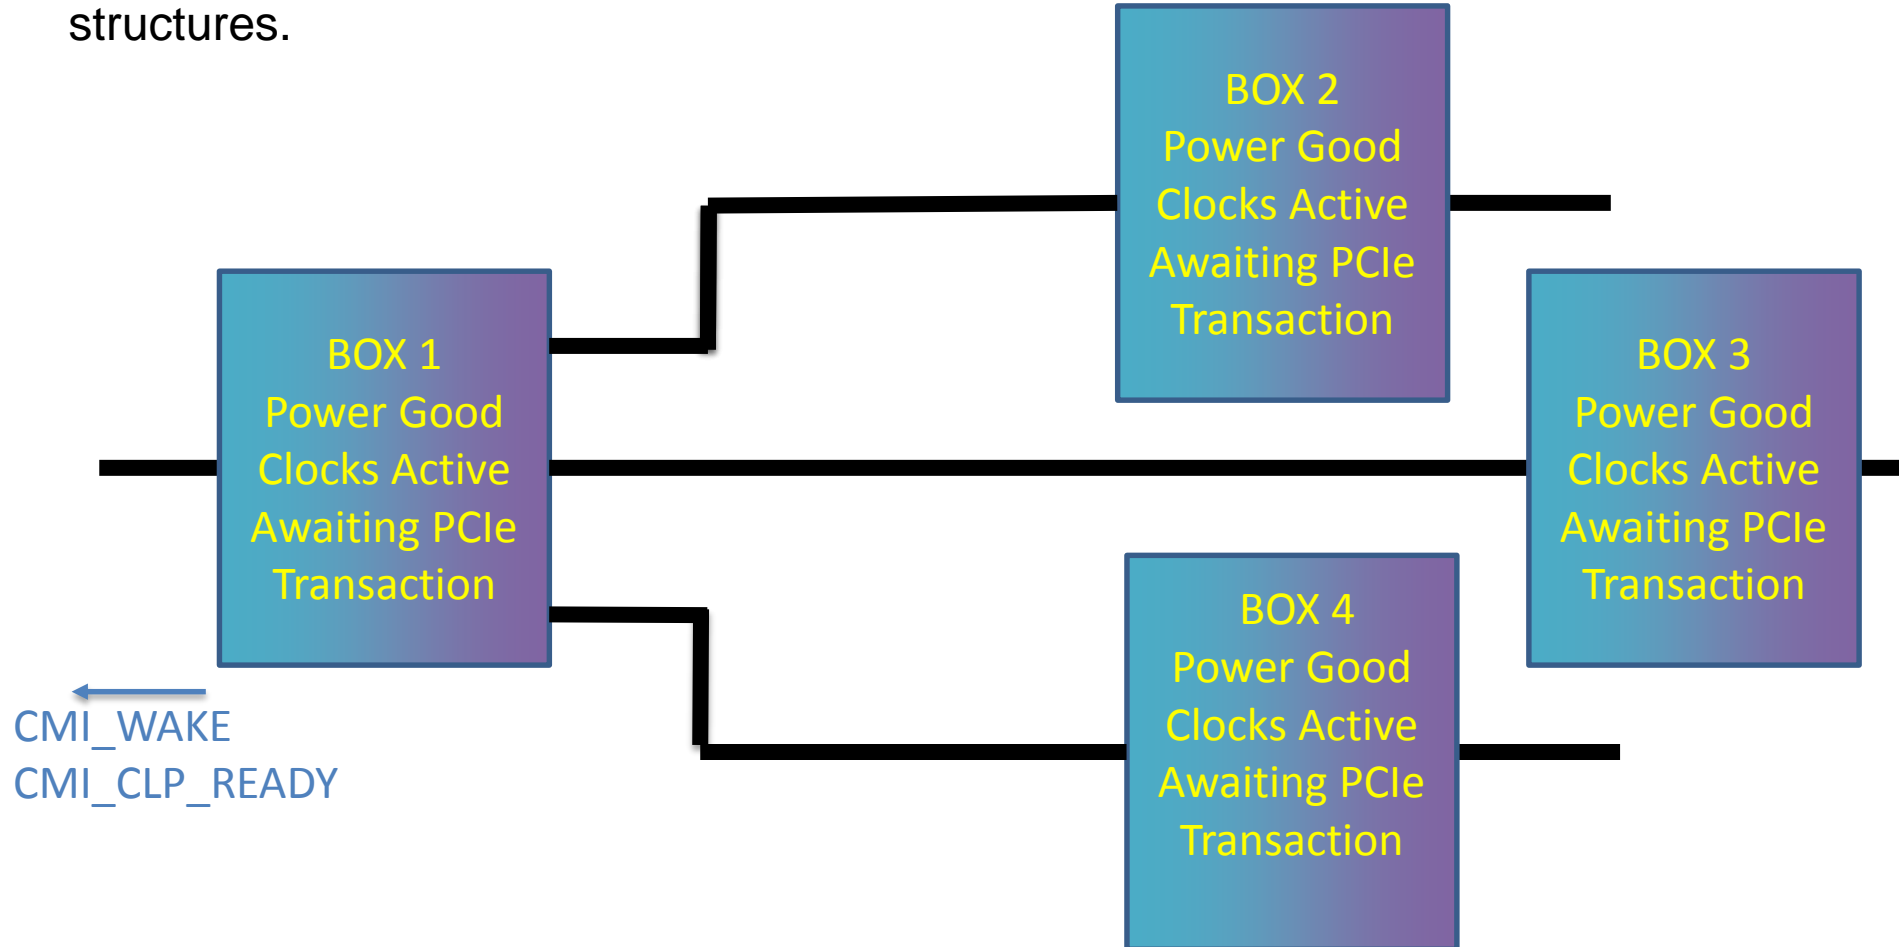 structures.
BOX 2
Power Good
Clocks Active
Awaiting PCIe
Transaction
BOX 1
Power Good
Clocks Active
Awaiting PCIe
Transaction
BOX 3
Power Good
Clocks Active
Awaiting PCIe
Transaction
BOX 4
Power Good
Clocks Active
Awaiting PCIe
Transaction
CMI_WAKE
CMI_CLP_READY